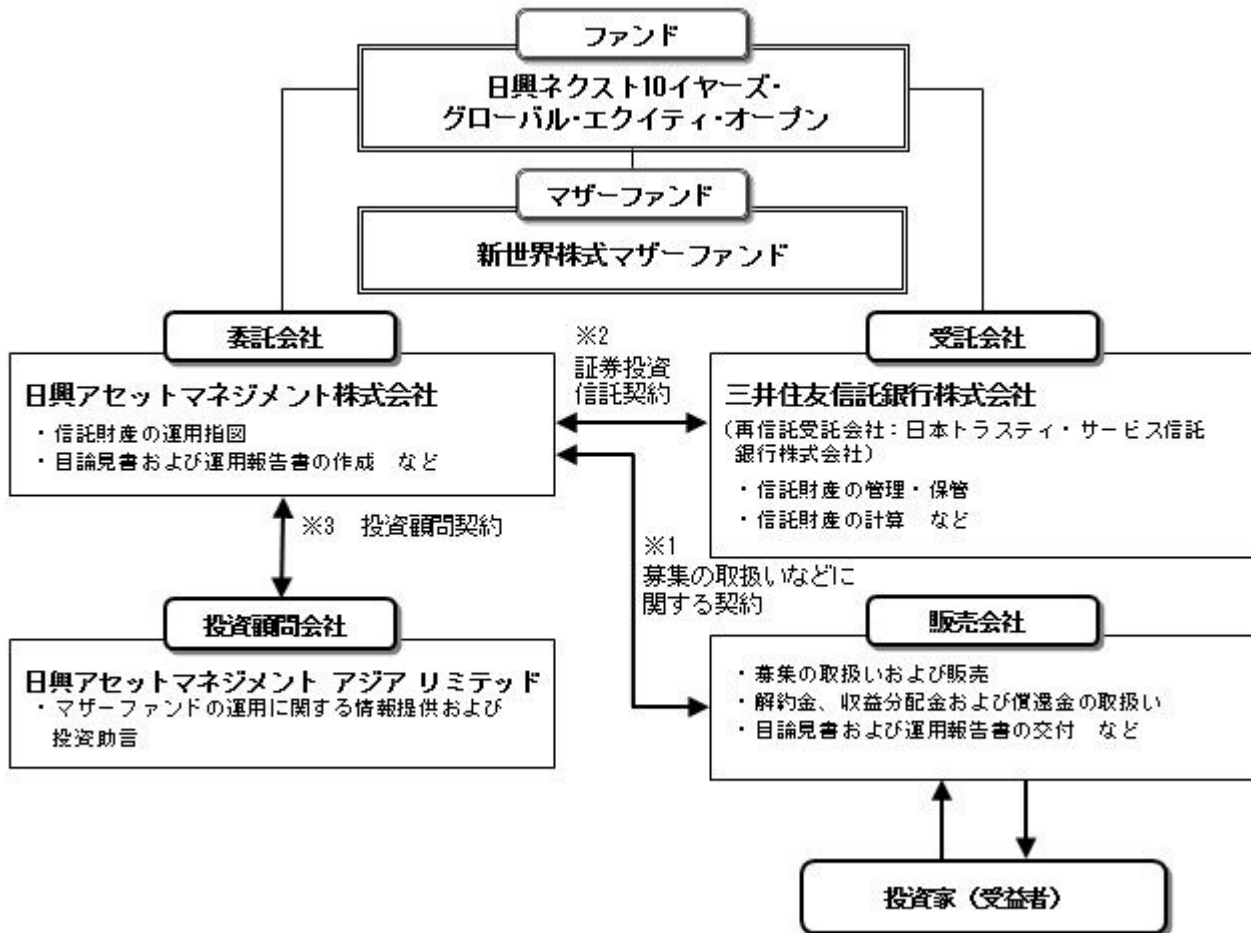 ファンド
日興ネクスト10イヤーズ・
グローバル・エクイティ・オープン
マザーファンド
新世界株式マザーファンド
委託会社
日興アセットマネジメント株式会社
・信託財産の運用指図
・目論見書および運用報告書の作成　など
※2
証券投資
信託契約
受託会社
三井住友信託銀行株式会社
（再信託受託会社：日本トラスティ・サービス信託
銀行株式会社）
・信託財産の管理・保管
・信託財産の計算　など
※3　投資顧問契約
※1
募集の取扱いなどに
関する契約
投資顧問会社
日興アセットマネジメント アジア リミテッド
・マザーファンドの運用に関する情報提供および
投資助言
販売会社
・募集の取扱いおよび販売
・解約金、収益分配金および償還金の取扱い
・目論見書および運用報告書の交付　など
投資家（受益者）